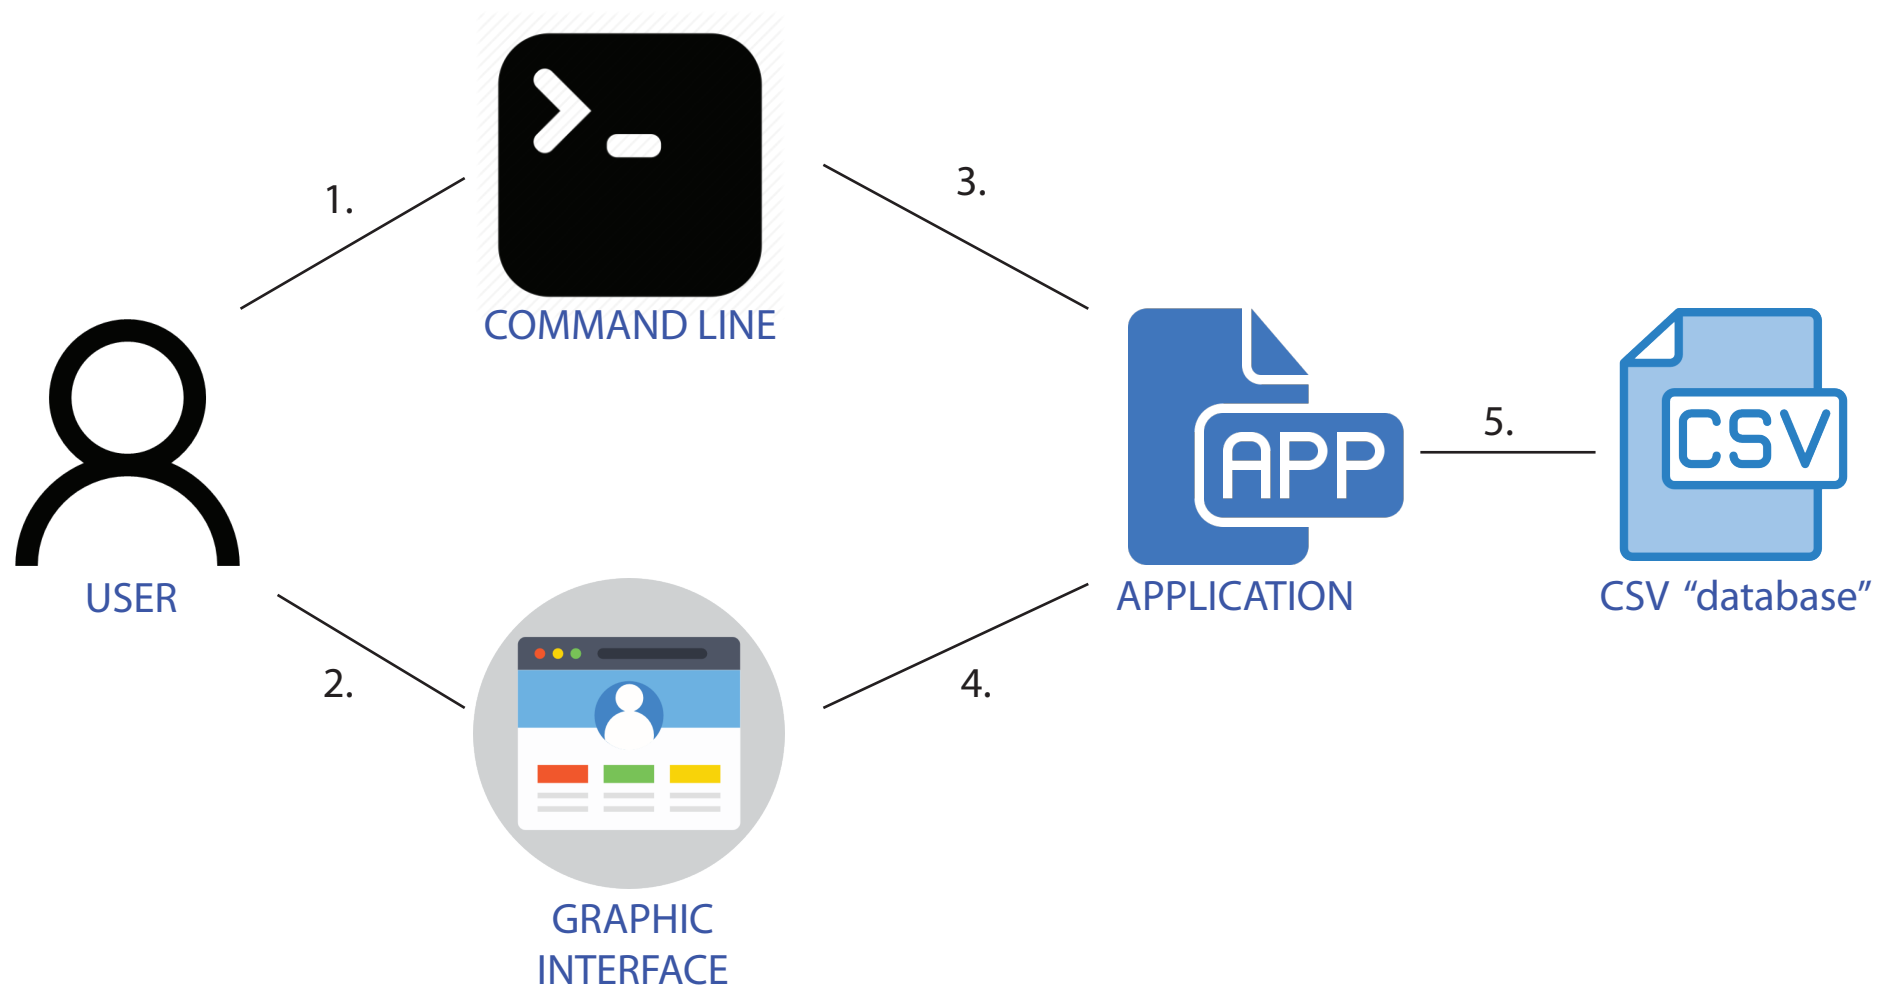 1.
3.
COMMAND LINE
APP
5.
CSV
USER
APPLICATION
CSV “database”
2.
4.
GRAPHIC
INTERFACE